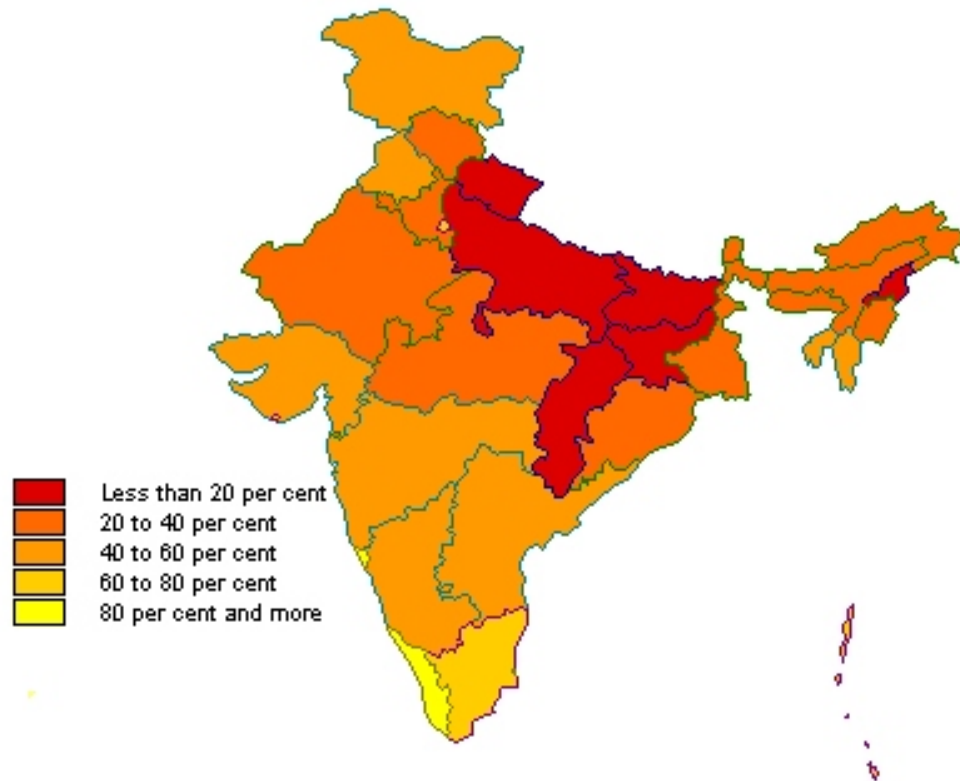 Less than 20 per cent
20 to 40 per cent
40 to 60 per cent
60 to 80 per cent
80 per cent and more